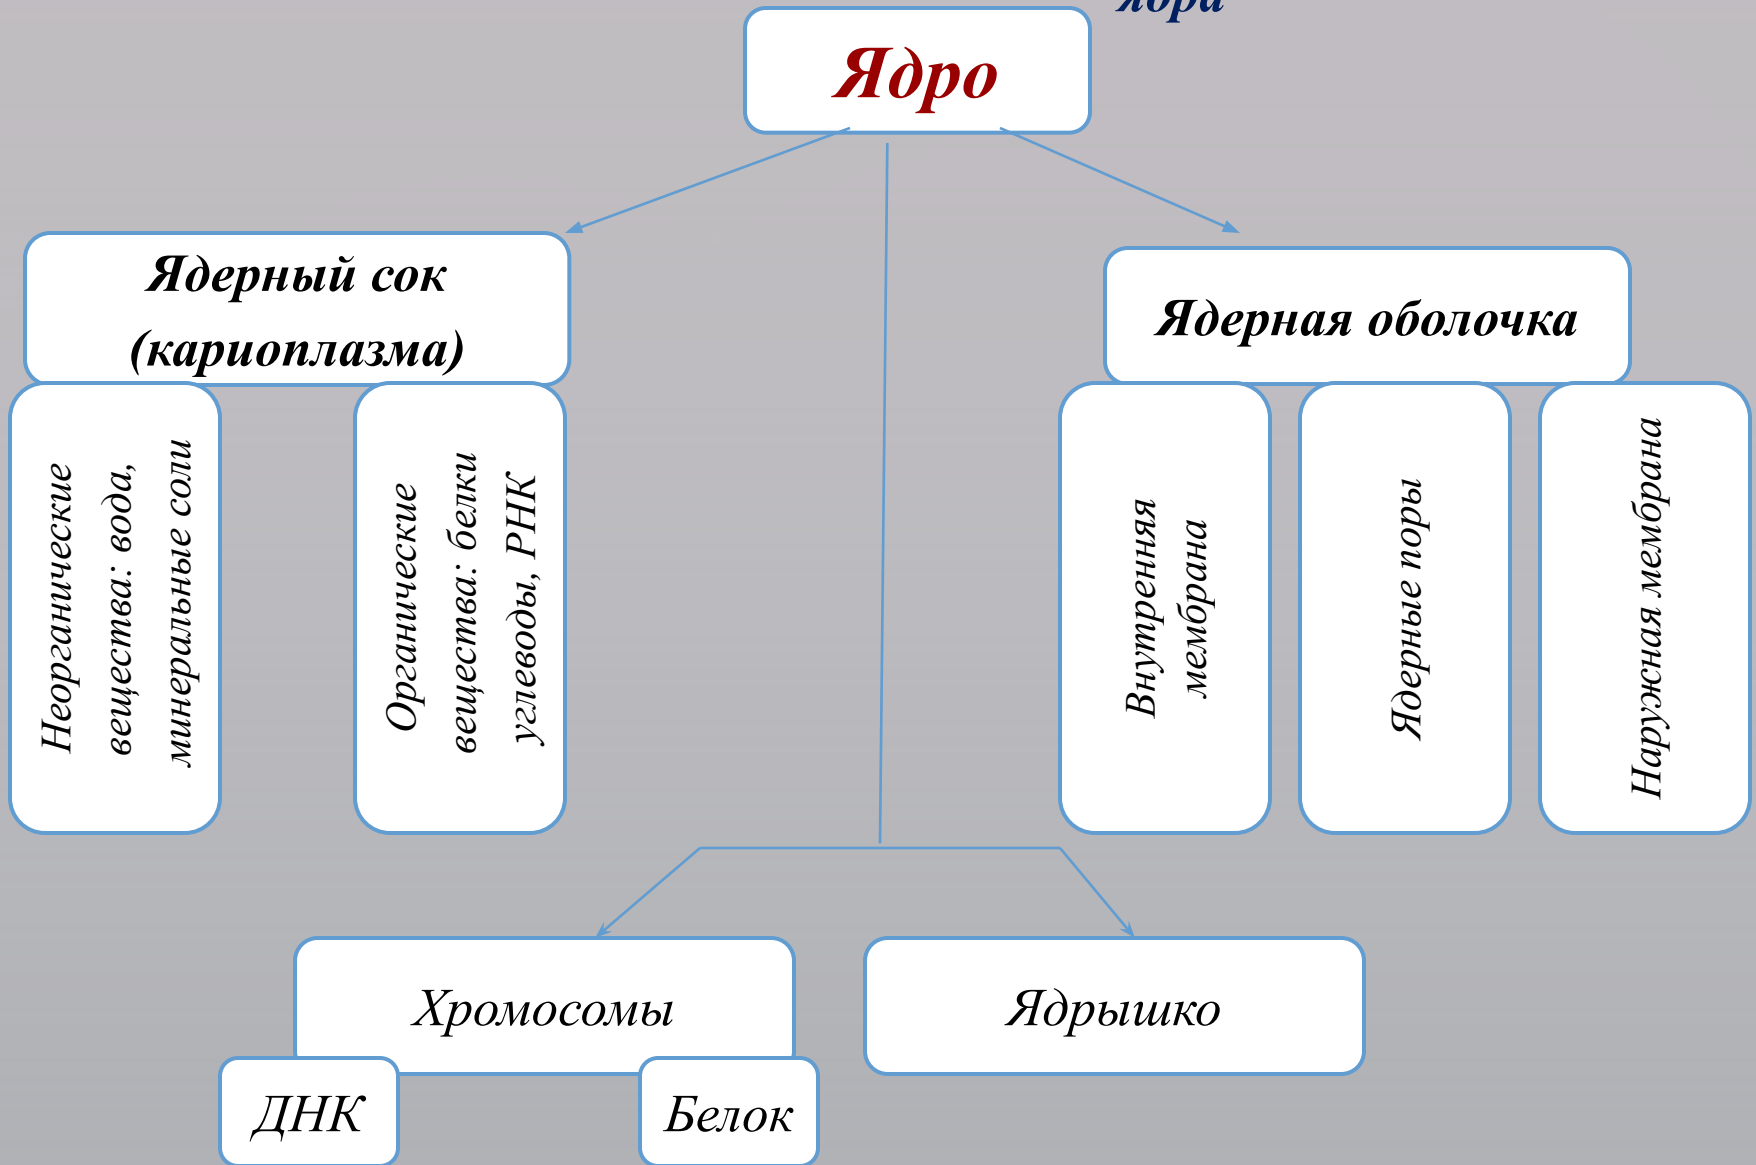 ядра
Ядро
Ядерный сок
(кариоплазма)
Ядерная оболочка
Неорганические
вещества: вода,
минеральные соли
Органические
вещества: белки
углеводы, РНК
Внутренняя
мембрана
Ядерные поры
Наружная мембрана
Хромосомы
Ядрышко
ДНК
Белок